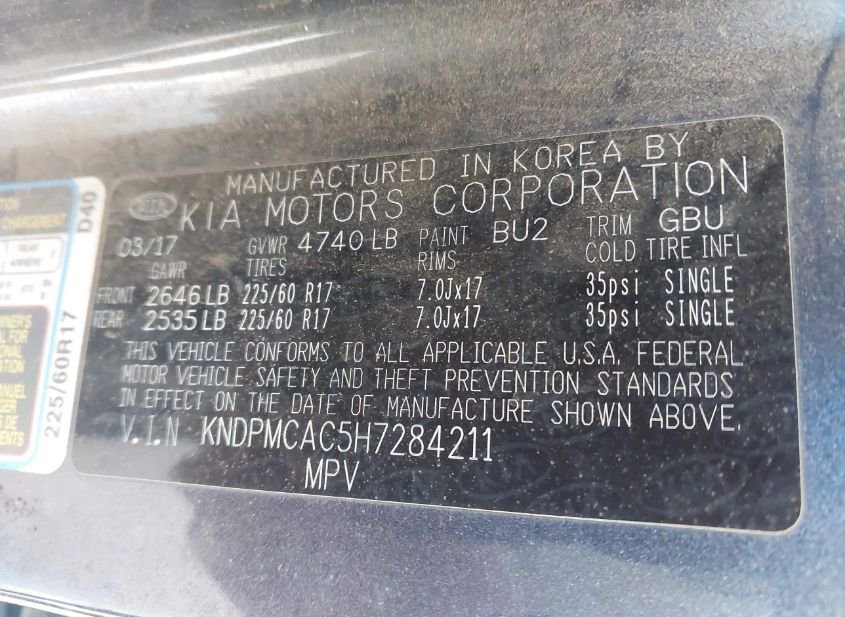 MANUFACTURED IN KOREA BY
KIA MOTORS CORPORATION
03/17 GVWR 4740 LB PAINT BU2 TRIM GBU
GAWR TIRES RIMS COLD TIRE INFL
FRONT 2646 LB 225/60 R17 7.0Jx17 35psi SINGLE
REAR 2535 LB 225/60 R17 7.0Jx17 35psi SINGLE
THIS VEHICLE CONFORMS TO ALL APPLICABLE U.S.A. FEDERAL
MOTOR VEHICLE SAFETY AND THEFT PREVENTION STANDARDS
IN EFFECT ON THE DATE OF MANUFACTURE SHOWN ABOVE.
V.I.N KNDPMCAC5H7284211
MPV
D40
225/60R17
CHARGEMENT
REAR